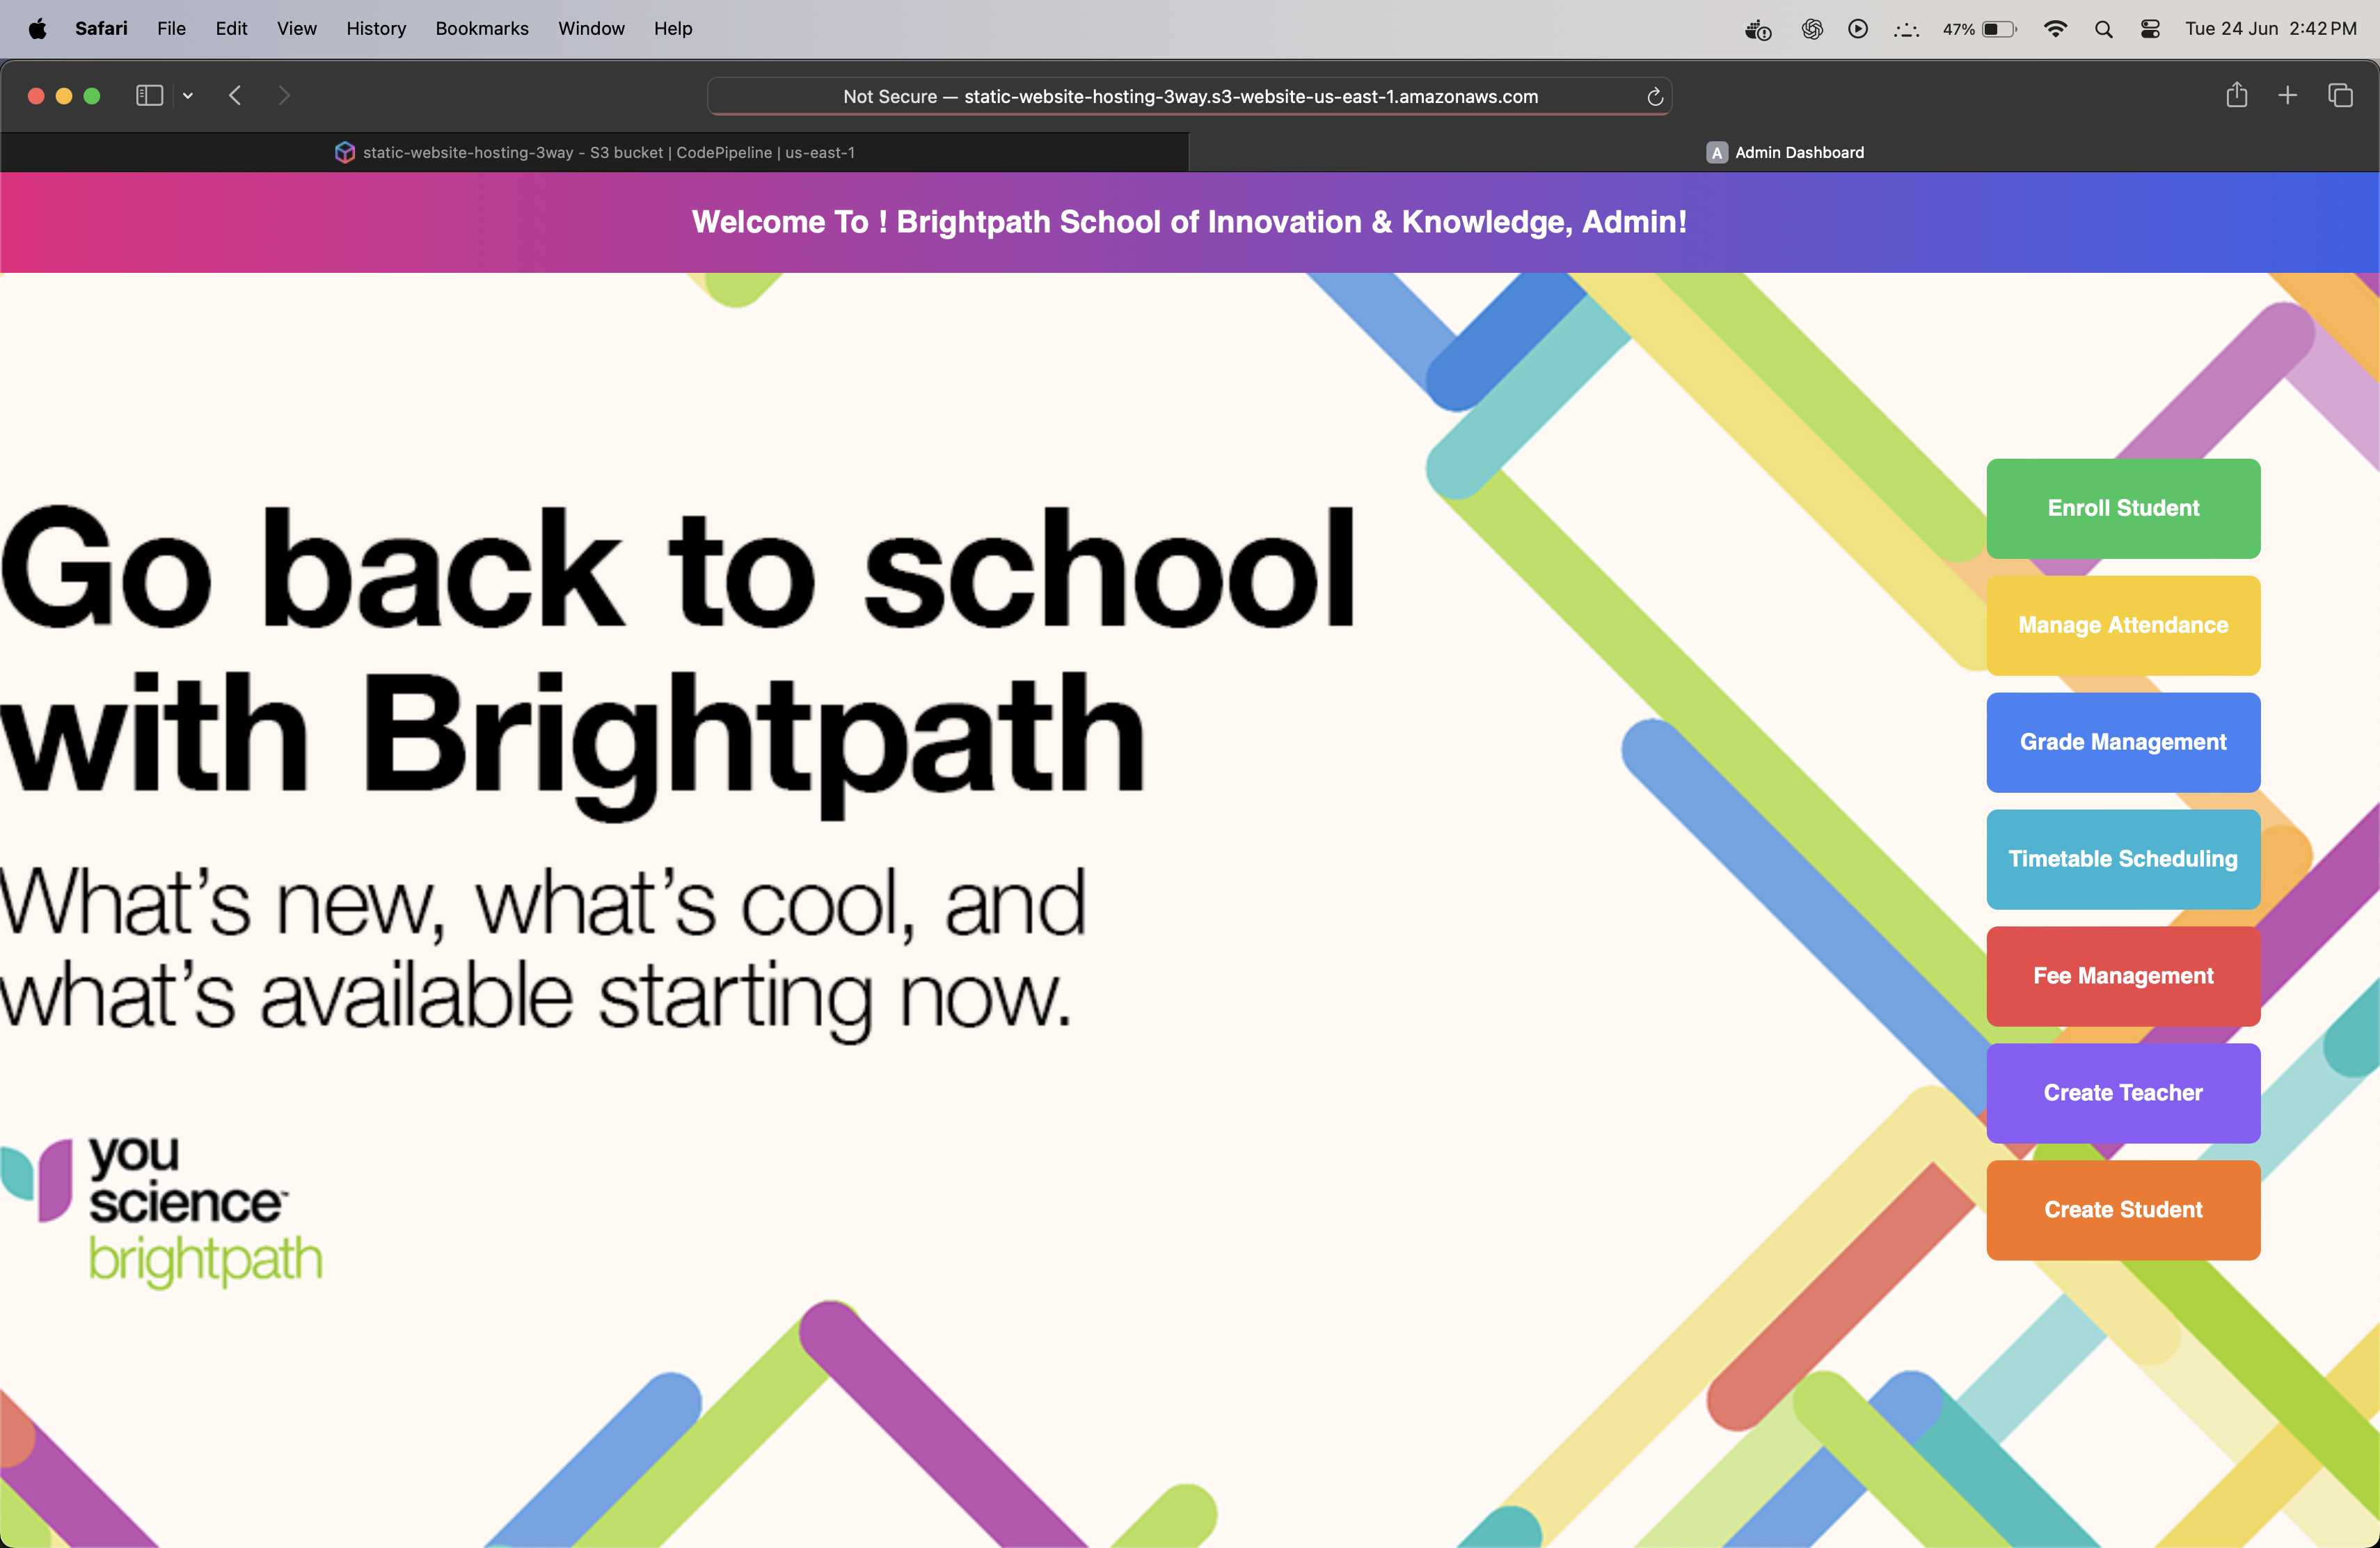 Safari File Edit View History Bookmarks Window Help 47% Tue 24 Jun 2:42 PM
Not Secure — static-website-hosting-3way.s3-website-us-east-1.amazonaws.com
static-website-hosting-3way - S3 bucket | CodePipeline | us-east-1
A Admin Dashboard
Welcome To ! Brightpath School of Innovation & Knowledge, Admin!
Go back to school
with Brightpath
What’s new, what’s cool, and
what’s available starting now.
you
science™
brightpath
Enroll Student
Manage Attendance
Grade Management
Timetable Scheduling
Fee Management
Create Teacher
Create Student